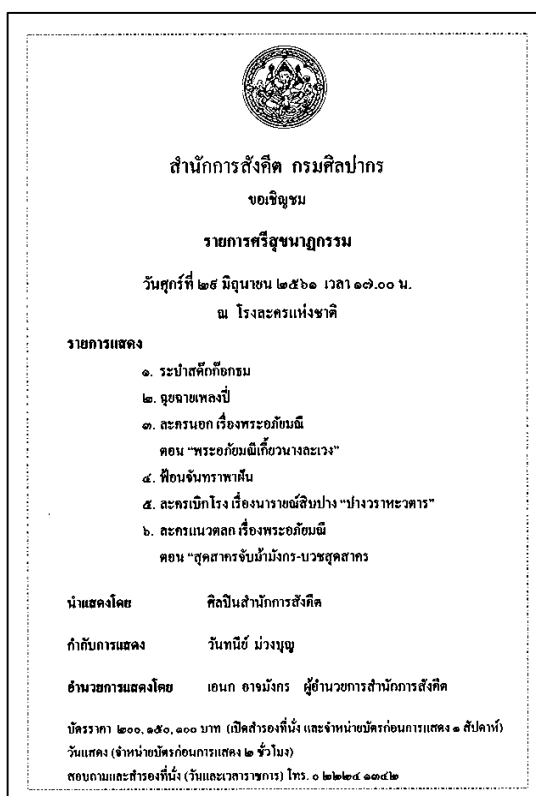 สำนักการสังคีต กรมศิลปากร
ขอเชิญชม
รายการศรีสุขนาฏกรรม
วันศุกร์ที่ ๒๙ มิถุนายน ๒๕๖๑ เวลา ๑๗.๐๐ น.
ณ โรงละครแห่งชาติ
รายการแสดง
๑. ระบำสด๊กก๊อกธม
๒. ฉุยฉายเพลงปี่
๓. ละครนอก เรื่องพระอภัยมณี
ตอน "พระอภัยมณีเกี้ยวนางละเวง"
๔. ฟ้อนจันทราพาฝัน
๕. ละครเบิกโรง เรื่องนารายณ์สิบปาง "ปางวราหะวตาร"
๖. ละครแนวตลก เรื่องพระอภัยมณี
ตอน "สุดสาครจับม้ามังกร-บวชสุดสาคร
นำแสดงโดย ศิลปินสำนักการสังคีต
กำกับการแสดง วันทนีย์ ม่วงบุญ
อำนวยการแสดงโดย เอนก อาจมังกร ผู้อำนวยการสำนักการสังคีต
บัตรราคา ๒๐๐, ๑๕๐, ๑๐๐ บาท (เปิดสำรองที่นั่ง และจำหน่ายบัตรก่อนการแสดง ๑ สัปดาห์)
วันแสดง (จำหน่ายบัตรก่อนการแสดง ๒ ชั่วโมง)
สอบถามและสำรองที่นั่ง (วันและเวลาราชการ) โทร. ๐ ๒๒๒๔ ๑๓๔๒